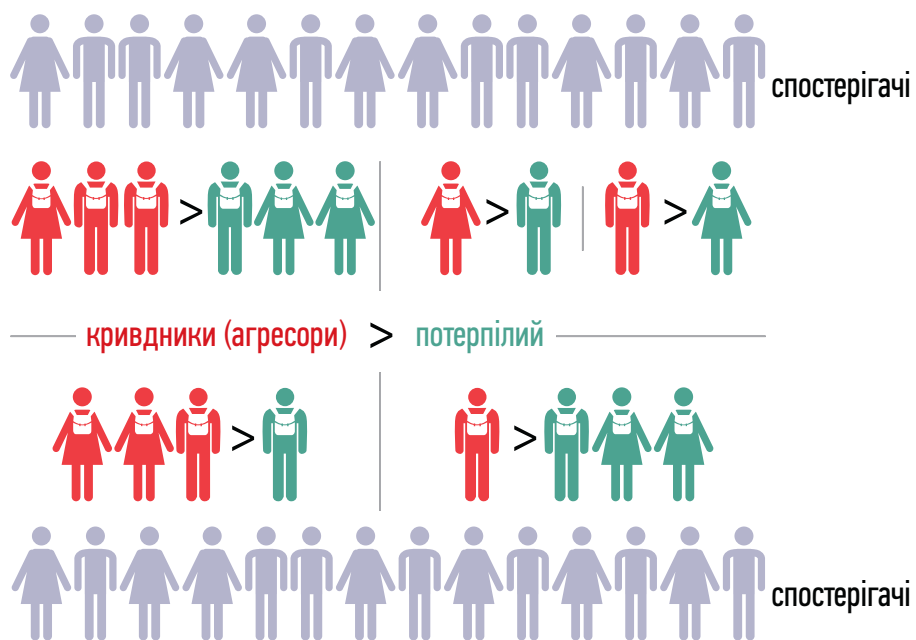 спостерігачі
> > >
кривдники (агресори) > потерпілий
> >
спостерігачі